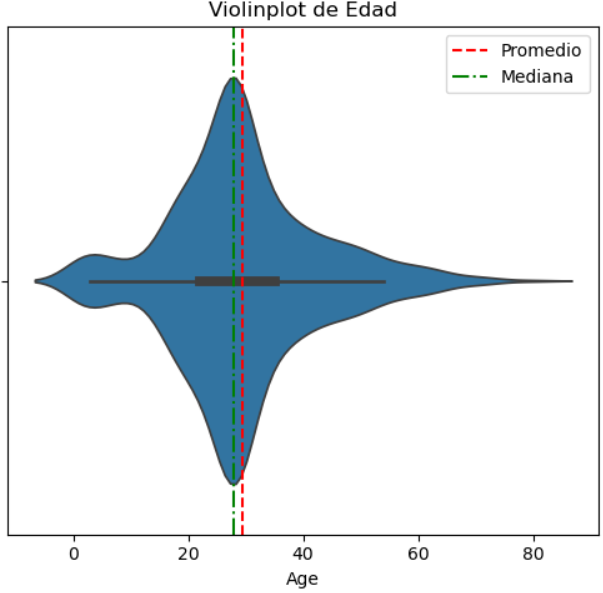 Violinplot de Edad
Promedio
Mediana
0 20 40 60 80
Age